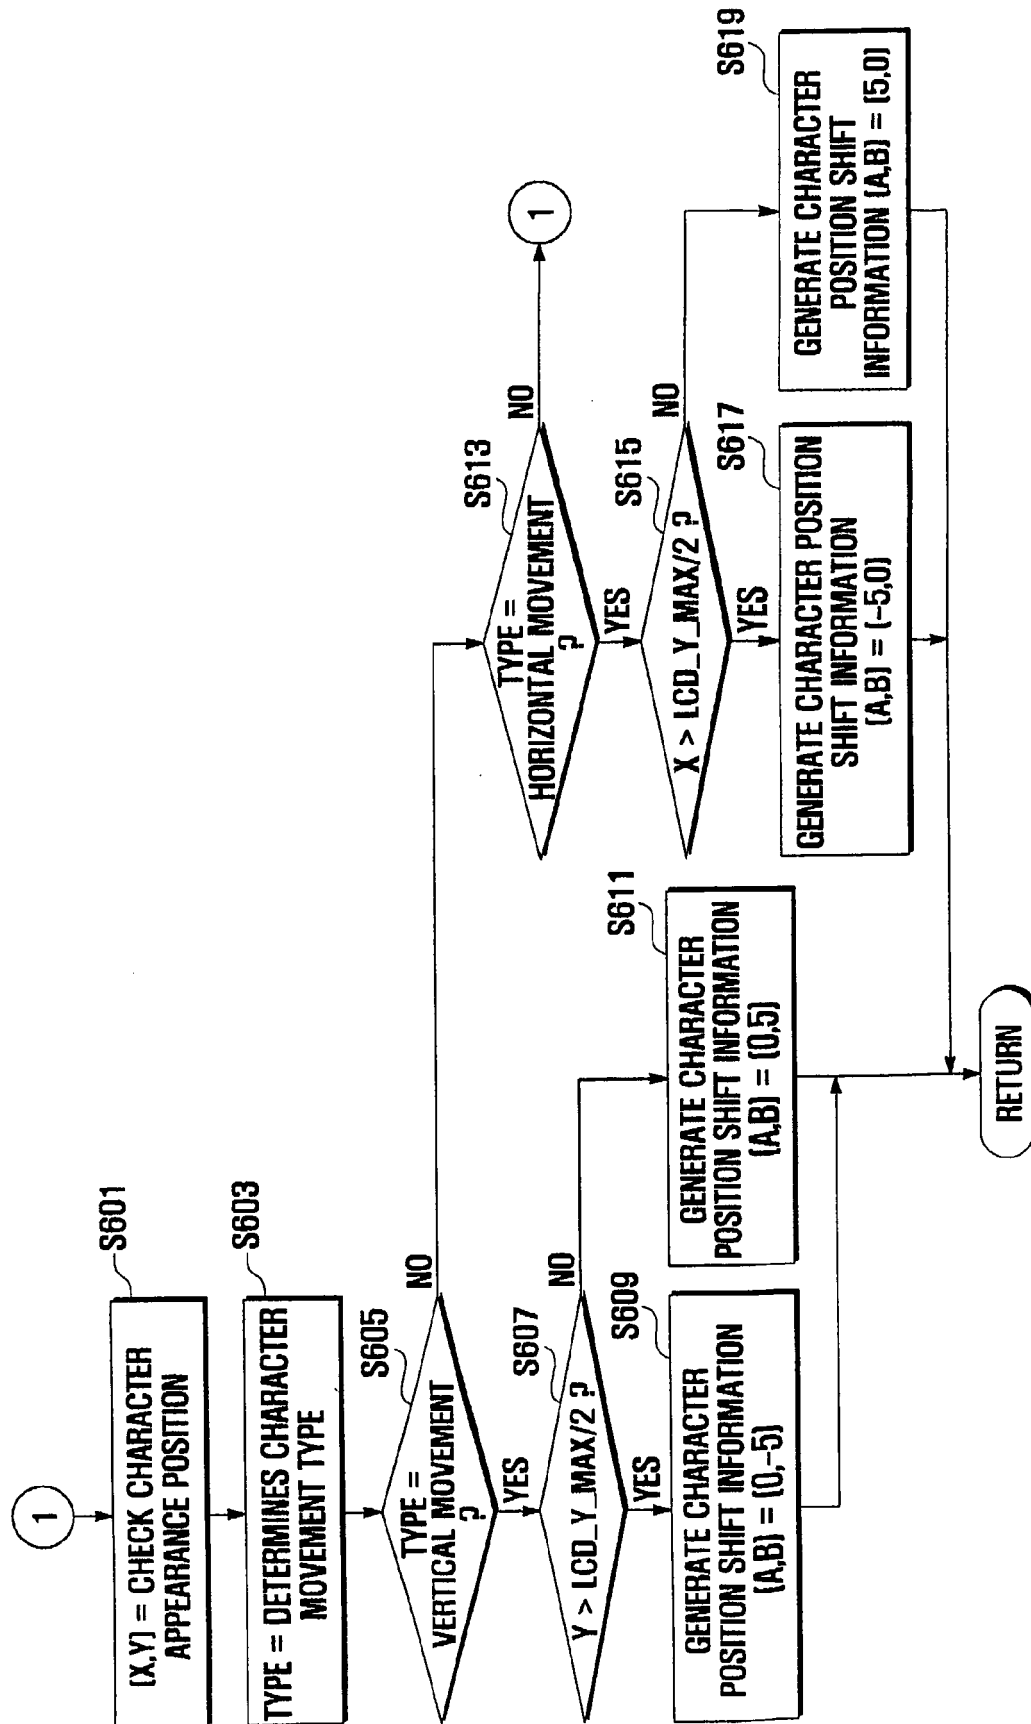 1
S601
(X,Y) = CHECK CHARACTER
APPEARANCE POSITION
S603
TYPE = DETERMINES CHARACTER
MOVEMENT TYPE
S605
TYPE =
VERTICAL MOVEMENT
?
NO
YES
S607
Y > LCD_Y_MAX/2 ?
NO
YES
S609
GENERATE CHARACTER
POSITION SHIFT INFORMATION
(A,B) = (0,-5)
S611
GENERATE CHARACTER
POSITION SHIFT INFORMATION
(A,B) = (0,5)
S613
TYPE =
HORIZONTAL MOVEMENT
?
NO
1
YES
S615
X > LCD_Y_MAX/2 ?
NO
YES
S617
GENERATE CHARACTER POSITION
SHIFT INFORMATION
(A,B) = (-5,0)
S619
GENERATE CHARACTER
POSITION SHIFT
INFORMATION (A,B) = (5,0)
RETURN